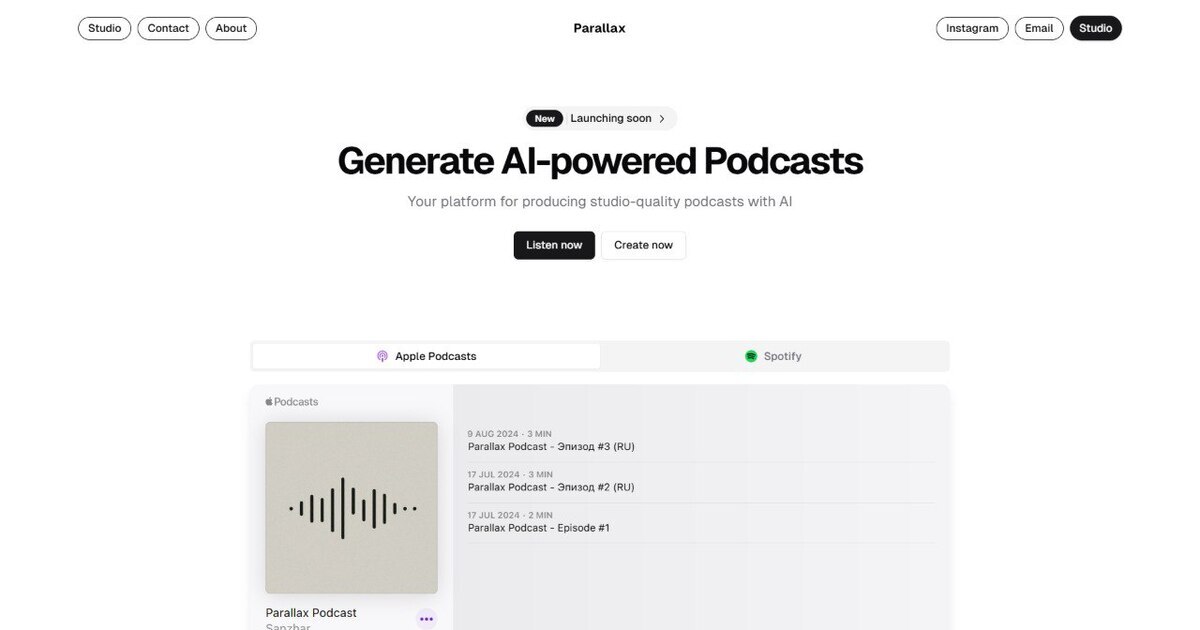 Studio Contact About Parallax Instagram Email Studio
New Launching soon
Generate AI-powered Podcasts
Your platform for producing studio-quality podcasts with AI
Listen now Create now
Apple Podcasts Spotify
Podcasts
9 AUG 2024 · 3 MIN
Parallax Podcast - Эпизод #3 (RU)
17 JUL 2024 · 3 MIN
Parallax Podcast - Эпизод #2 (RU)
17 JUL 2024 · 2 MIN
Parallax Podcast - Episode #1
Parallax Podcast
Sanzhar